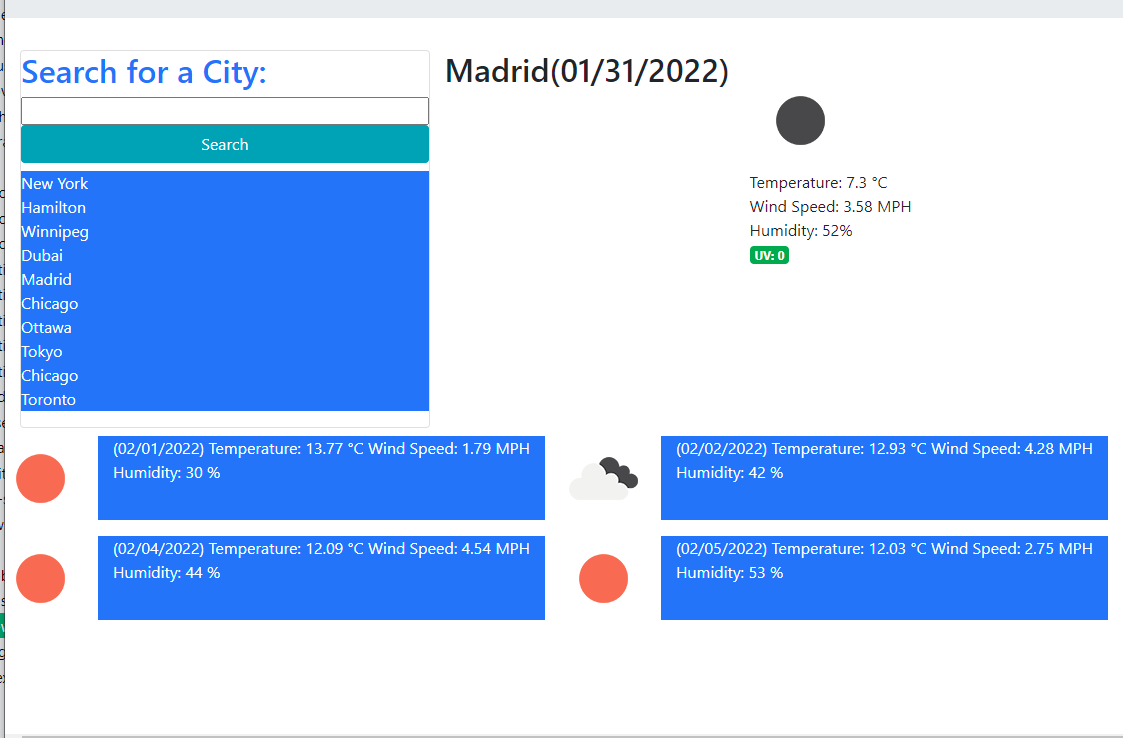 Search for a City:
Search
New York
Hamilton
Winnipeg
Dubai
Madrid
Chicago
Ottawa
Tokyo
Chicago
Toronto
Madrid(01/31/2022)
Temperature: 7.3 °C
Wind Speed: 3.58 MPH
Humidity: 52%
UV: 0
(02/01/2022) Temperature: 13.77 °C Wind Speed: 1.79 MPH
Humidity: 30 %
(02/02/2022) Temperature: 12.93 °C Wind Speed: 4.28 MPH
Humidity: 42 %
(02/04/2022) Temperature: 12.09 °C Wind Speed: 4.54 MPH
Humidity: 44 %
(02/05/2022) Temperature: 12.03 °C Wind Speed: 2.75 MPH
Humidity: 53 %